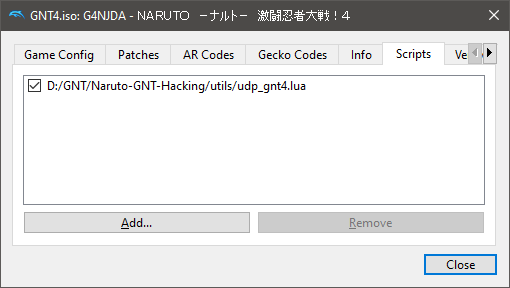 GNT4.iso: G4NJDA - NARUTO －ナルト－ 激闘忍者大戦！４
Game Config Patches AR Codes Gecko Codes Info Scripts Ve
D:/GNT/Naruto-GNT-Hacking/utils/udp_gnt4.lua
Add... Remove
Close